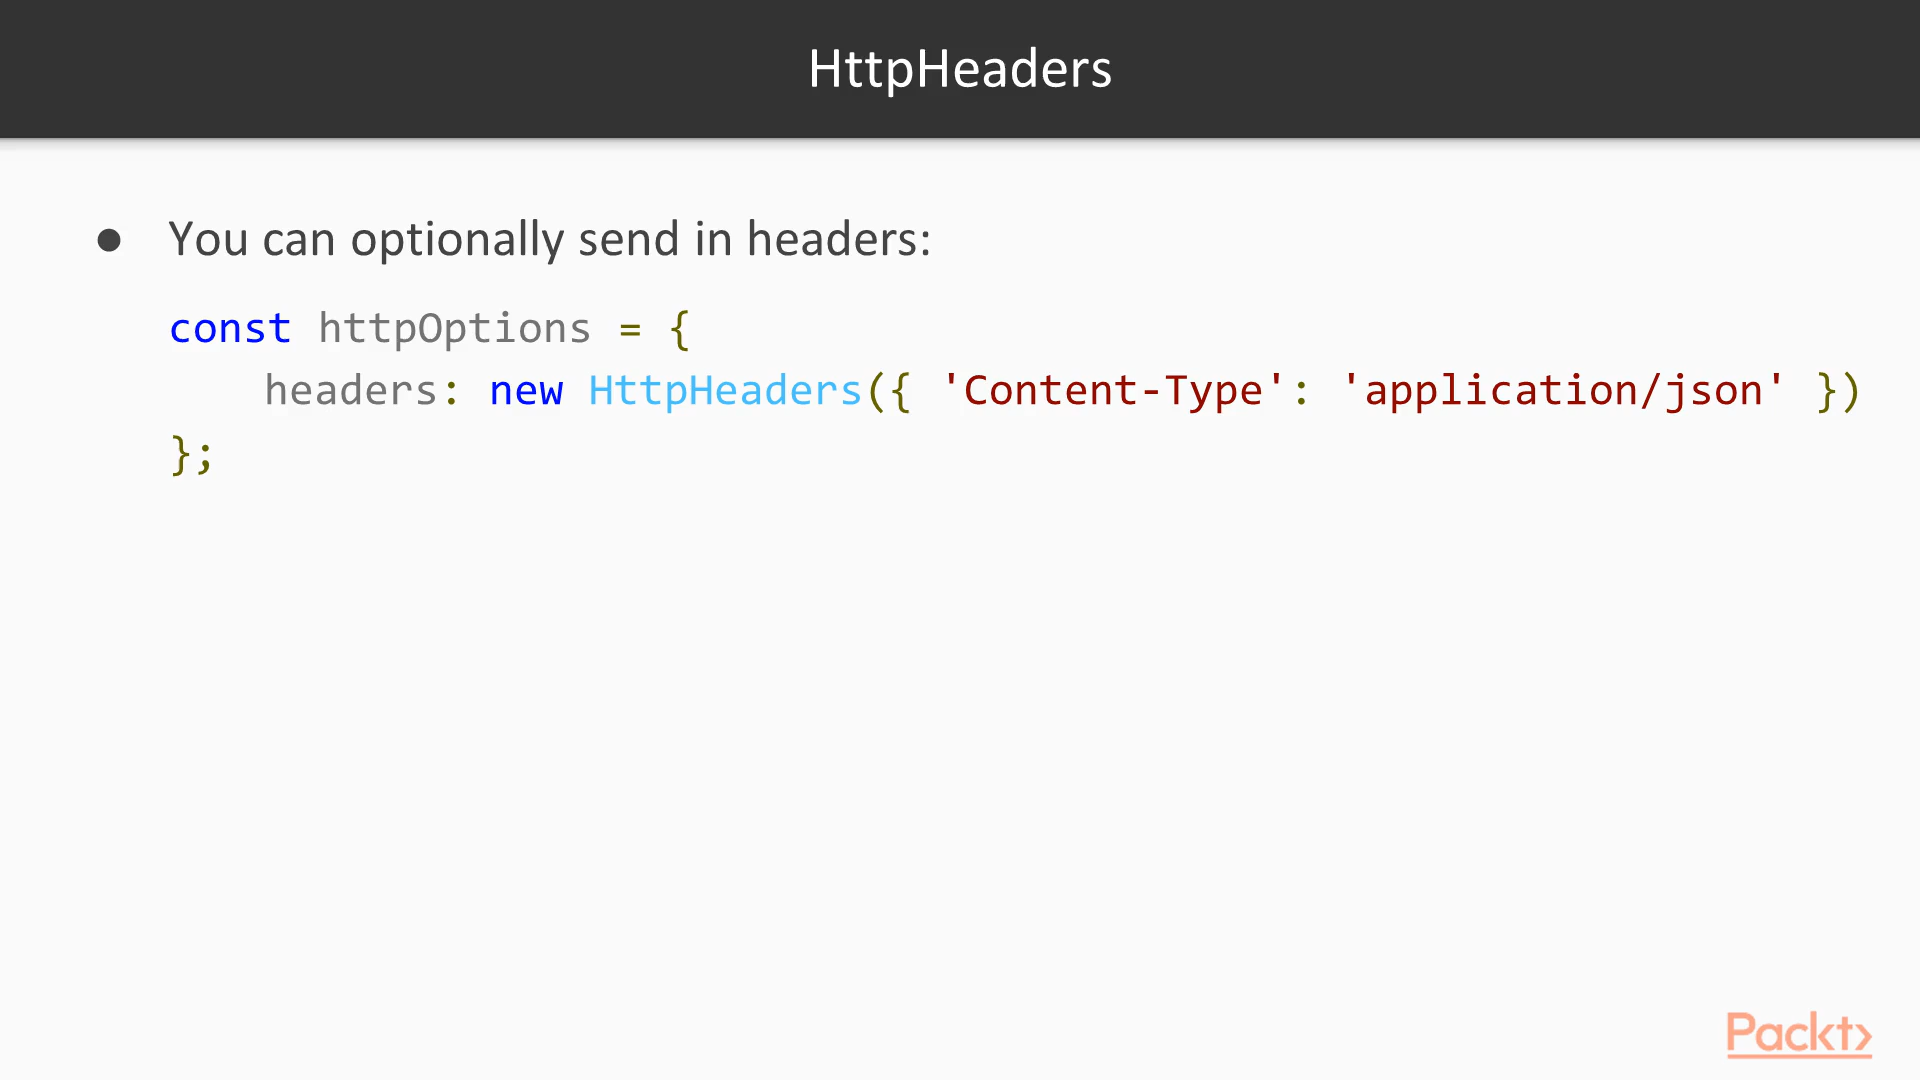 HttpHeaders
● You can optionally send in headers:
const httpOptions = {
headers: new HttpHeaders({ 'Content-Type': 'application/json' })
};
Packt>